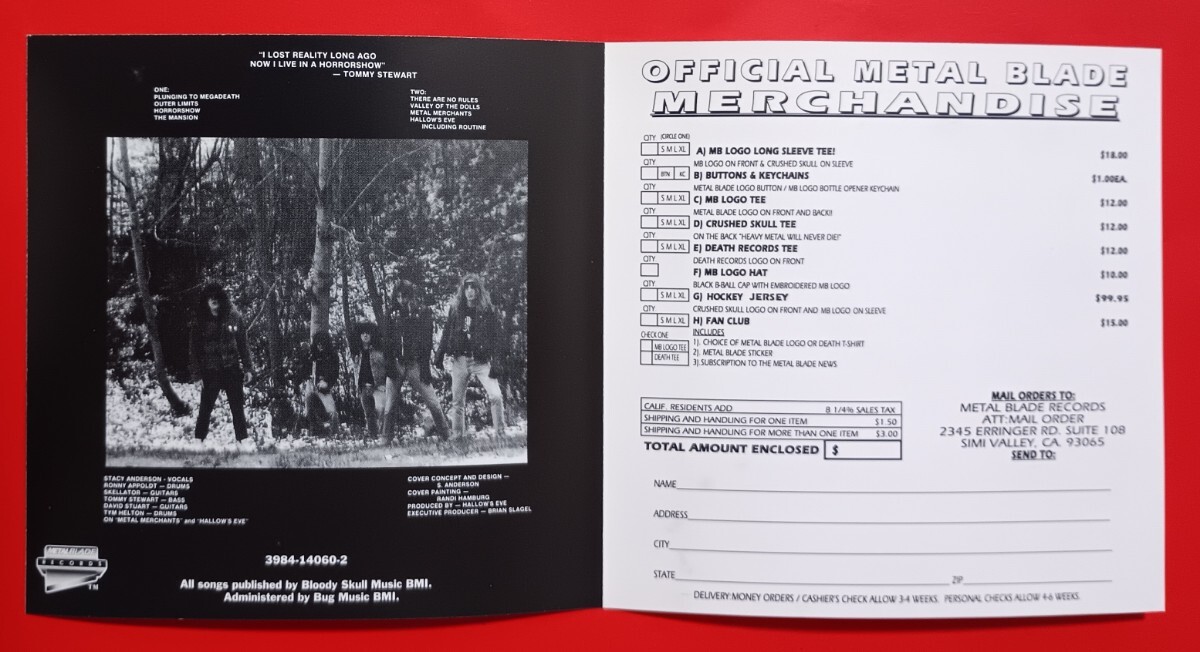 "I LOST REALITY LONG AGO
NOW I LIVE IN A HORRORSHOW"
— TOMMY STEWART
ONE:
PLUNGING TO MEGADEATH
OUTER LIMITS
HORRORSHOW
THE MANSION
TWO:
THERE ARE NO RULES
VALLEY OF THE DOLLS
METAL MERCHANTS
HALLOW'S EVE
INCLUDING ROUTINE
STACY ANDERSON - VOCALS
RONNY APPOLDT — DRUMS
SKELLATOR — GUITARS
TOMMY STEWART — BASS
DAVID STUART — GUITARS
TYM HELTON — DRUMS
ON "METAL MERCHANTS" and "HALLOW'S EVE"
COVER CONCEPT AND DESIGN —
S. ANDERSON
COVER PAINTING —
RANDI HAMBURG
PRODUCED BY — HALLOW'S EVE
EXECUTIVE PRODUCER — BRIAN SLAGEL
METAL BLADE
RECORDS
TM
3984-14060-2
All songs published by Bloody Skull Music BMI.
Administered by Bug Music BMI.
OFFICIAL METAL BLADE
MERCHANDISE
QTY (CIRCLE ONE)
S M L XL A) MB LOGO LONG SLEEVE TEE! $18.00
QTY MB LOGO ON FRONT & CRUSHED SKULL ON SLEEVE
BTN KC B) BUTTONS & KEYCHAINS $1.00EA.
QTY METAL BLADE LOGO BUTTON / MB LOGO BOTTLE OPENER KEYCHAIN
S M L XL C) MB LOGO TEE $12.00
QTY METAL BLADE LOGO ON FRONT AND BACK!!
S M L XL D) CRUSHED SKULL TEE $12.00
QTY ON THE BACK "HEAVY METAL WILL NEVER DIE!"
S M L XL E) DEATH RECORDS TEE $12.00
QTY DEATH RECORDS LOGO ON FRONT
F) MB LOGO HAT $10.00
QTY BLACK B-BALL CAP WITH EMBROIDERED MB LOGO
S M L XL G) HOCKEY JERSEY $99.95
QTY CRUSHED SKULL LOGO ON FRONT AND MB LOGO ON SLEEVE
S M L XL H) FAN CLUB $15.00
CHECK ONE INCLUDES
MB LOGO TEE 1). CHOICE OF METAL BLADE LOGO OR DEATH T-SHIRT
DEATH TEE 2). METAL BLADE STICKER
3).SUBSCRIPTION TO THE METAL BLADE NEWS
CALIF. RESIDENTS ADD 8 1/4% SALES TAX
SHIPPING AND HANDLING FOR ONE ITEM $1.50
SHIPPING AND HANDLING FOR MORE THAN ONE ITEM $3.00
TOTAL AMOUNT ENCLOSED $
MAIL ORDERS TO:
METAL BLADE RECORDS
ATT:MAIL ORDER
2345 ERRINGER RD. SUITE 108
SIMI VALLEY, CA. 93065
SEND TO:
NAME
ADDRESS
CITY
STATE ZIP
DELIVERY:MONEY ORDERS / CASHIER'S CHECK ALLOW 3-4 WEEKS. PERSONAL CHECKS ALLOW 4-6 WEEKS.